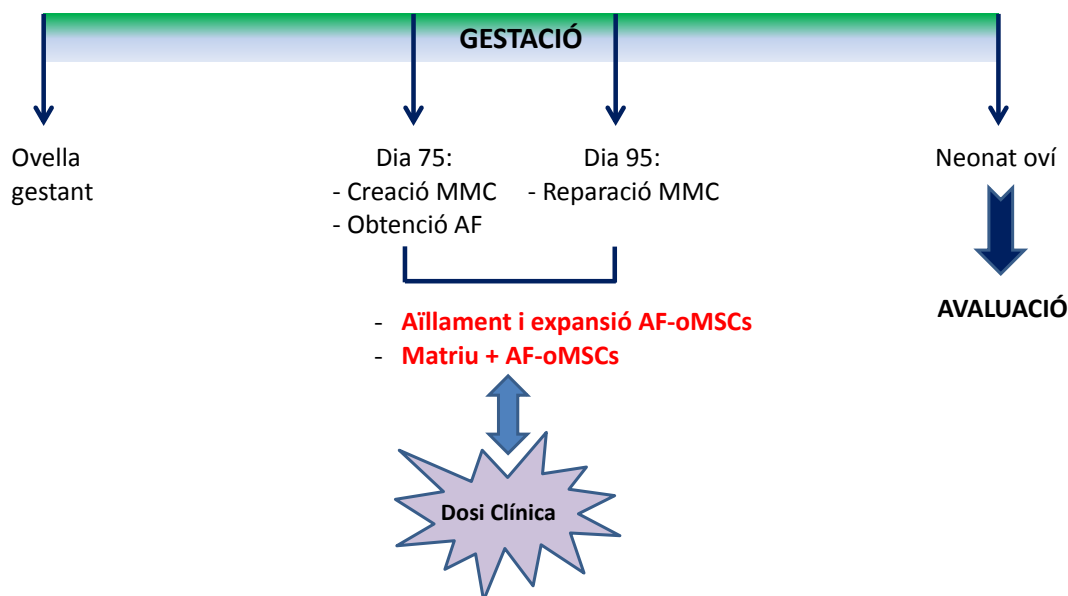 GESTACIÓ
Ovella
gestant
Dia 75:
- Creació MMC
- Obtenció AF
Dia 95:
- Reparació MMC
Neonat oví
- Aïllament i expansió AF-oMSCs
- Matriu + AF-oMSCs
AVALUACIÓ
Dosi Clínica